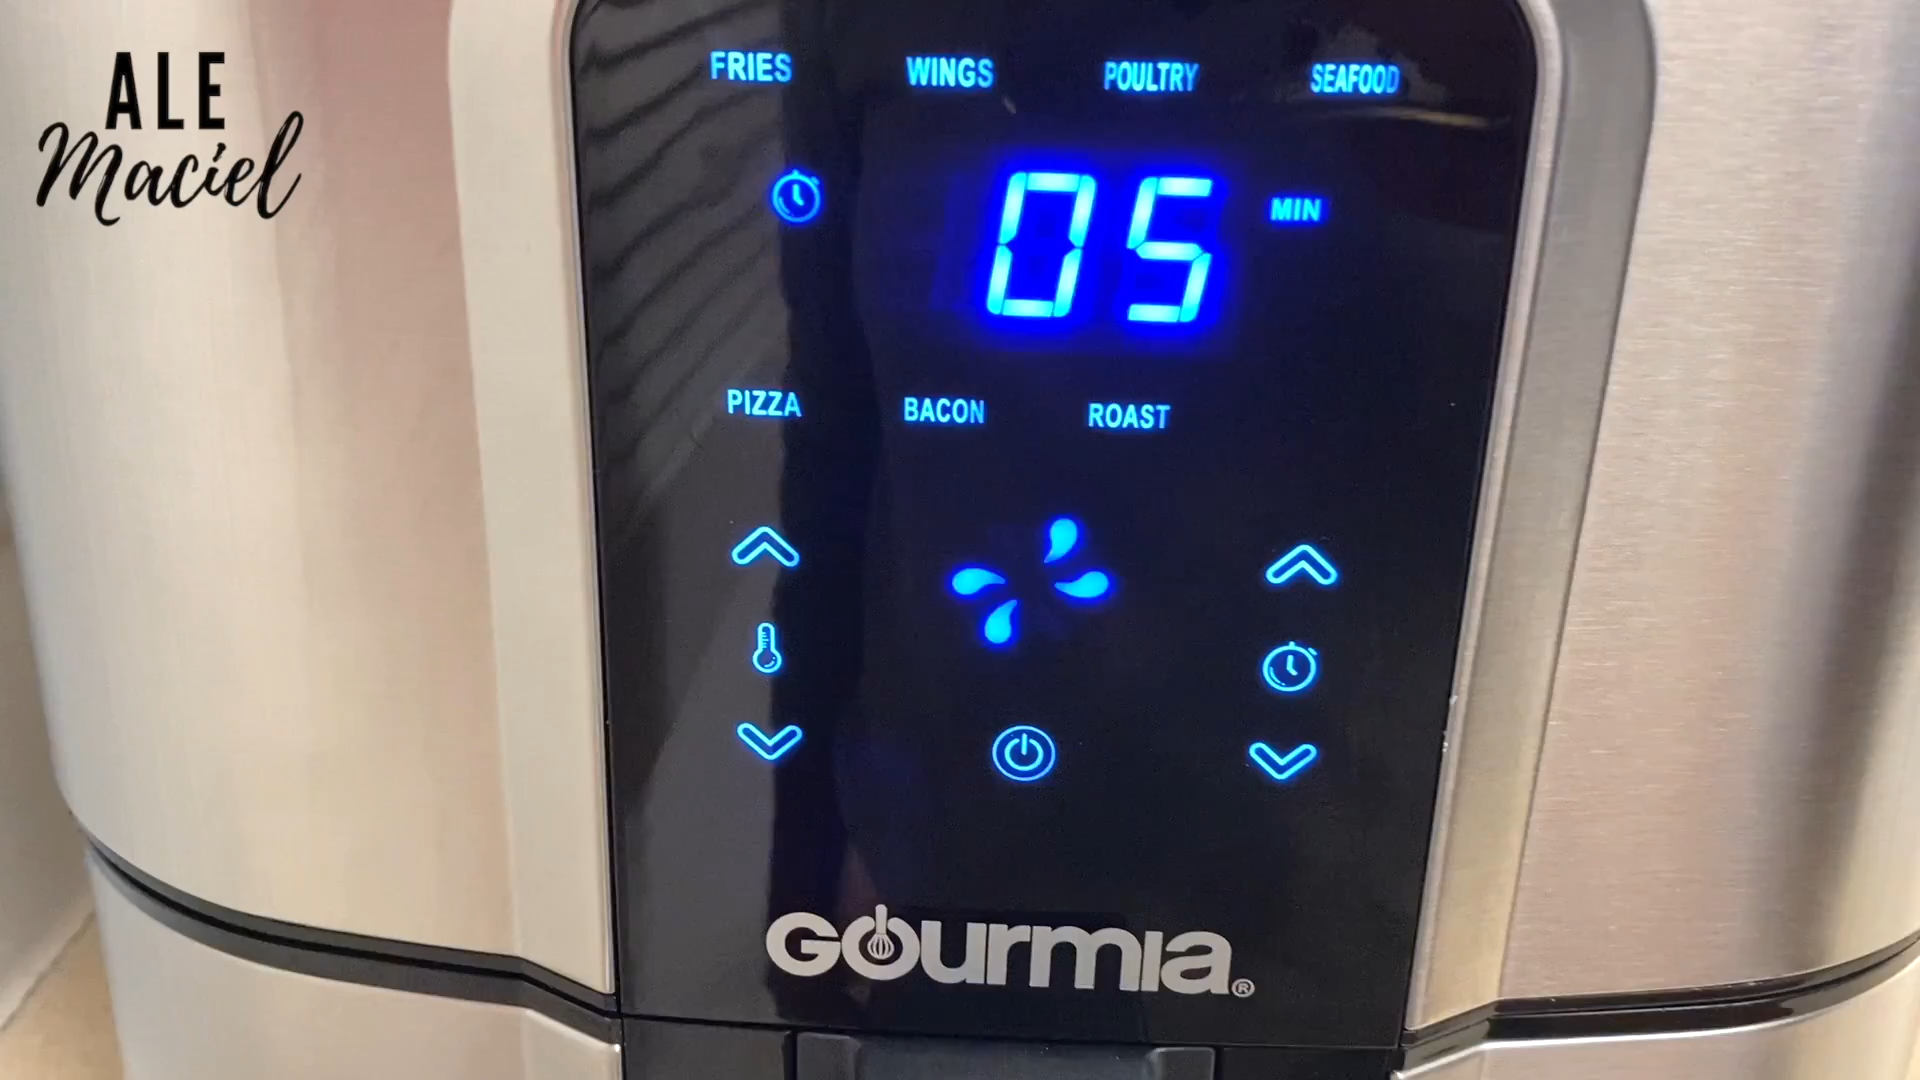 ALE
Maciel
FRIES WINGS POULTRY SEAFOOD
05 MIN
PIZZA BACON ROAST
GOURMIA®